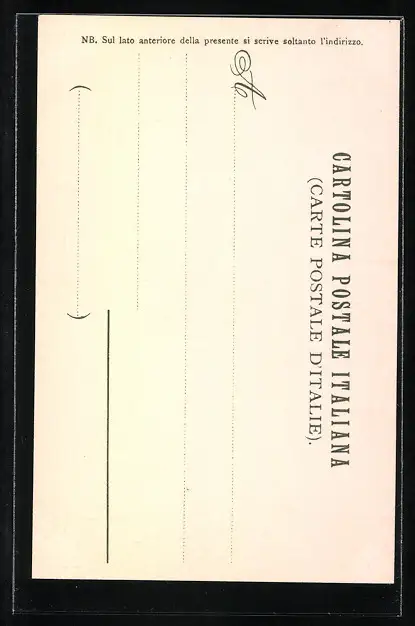 NB. Sul lato anteriore della presente si scrive soltanto l'indirizzo.
CARTOLINA POSTALE ITALIANA
(CARTE POSTALE D'ITALIE).
A
( )